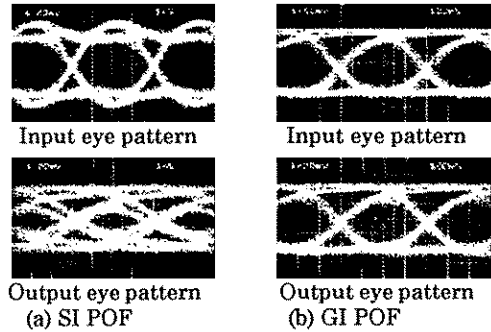 Input eye pattern
Input eye pattern
Output eye pattern
(a) SI POF
Output eye pattern
(b) GI POF